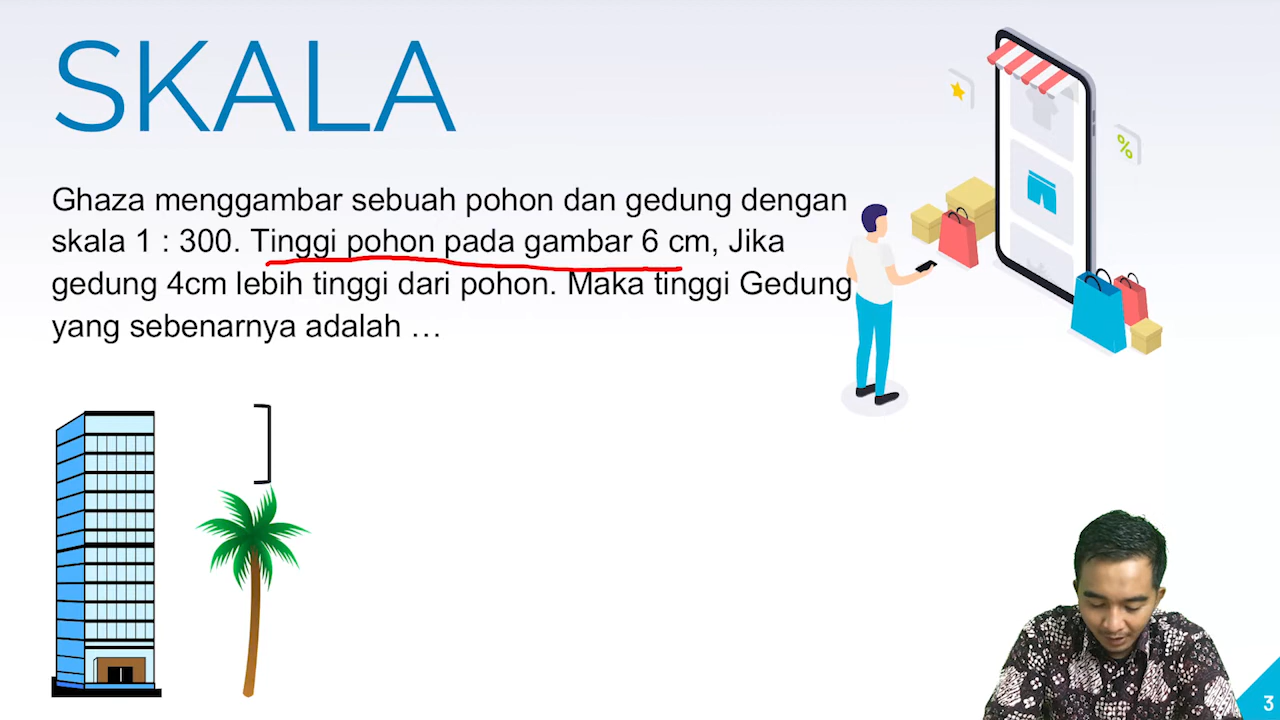 SKALA
Ghaza menggambar sebuah pohon dan gedung dengan
skala 1 : 300. Tinggi pohon pada gambar 6 cm, Jika
gedung 4cm lebih tinggi dari pohon. Maka tinggi Gedung
yang sebenarnya adalah …
%
3